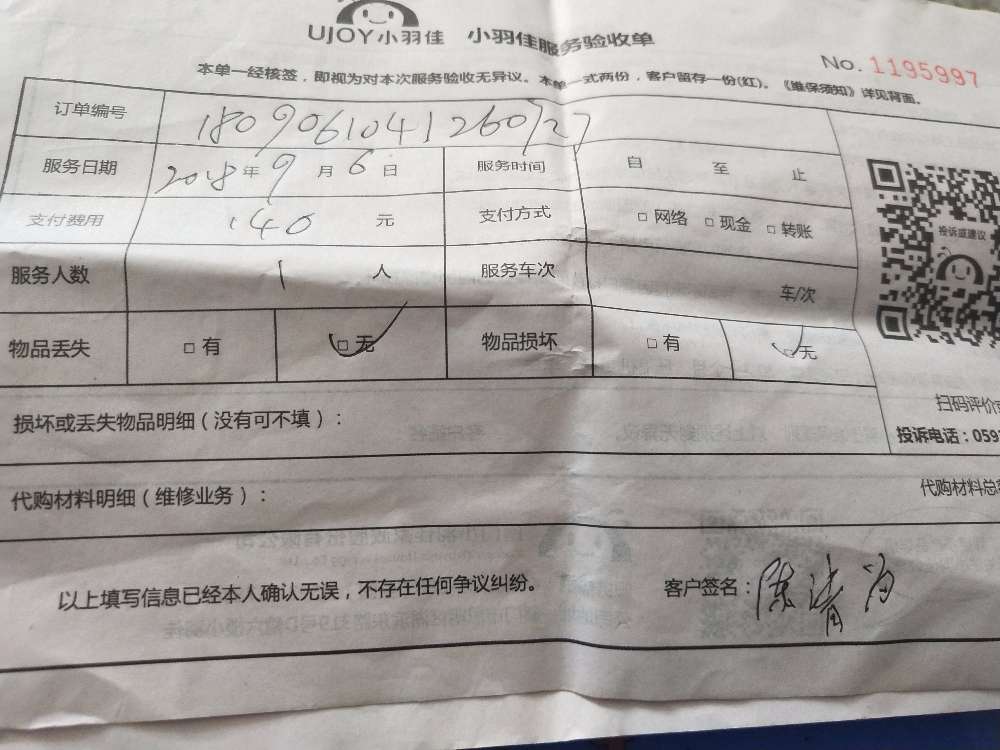 UJOY小羽佳 小羽佳服务验收单
No. 1195997
本单一经核签，即视为对本次服务验收无异议。本单一式两份，客户留存一份(红)。《维保须知》详见背面。
订单编号 1809061041260727
服务日期 2018年9月6日 服务时间 自 至 止
支付费用 140 元 支付方式 □ 网络 □ 现金 □ 转账
投诉或建议
服务人数 1 人 服务车次 车/次
物品丢失 □ 有 □ 无 物品损坏 □ 有 □ 无
扫码评价或
损坏或丢失物品明细（没有可不填）：
投诉电话：059
代购材料明细（维修业务）：
代购材料总
以上填写信息已经本人确认无误，不存在任何争议纠纷。 客户签名：陈清